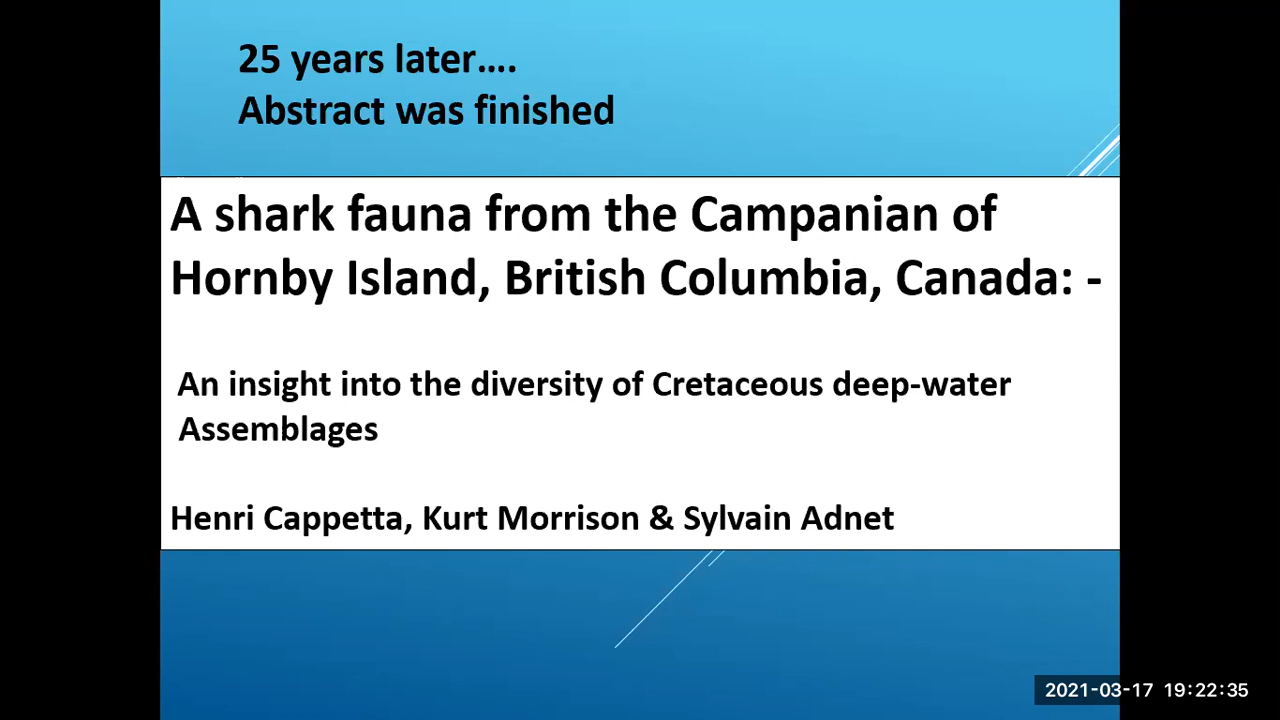 25 years later....
Abstract was finished
A shark fauna from the Campanian of
Hornby Island, British Columbia, Canada: -
An insight into the diversity of Cretaceous deep-water
Assemblages
Henri Cappetta, Kurt Morrison & Sylvain Adnet
2021-03-17 19:22:35